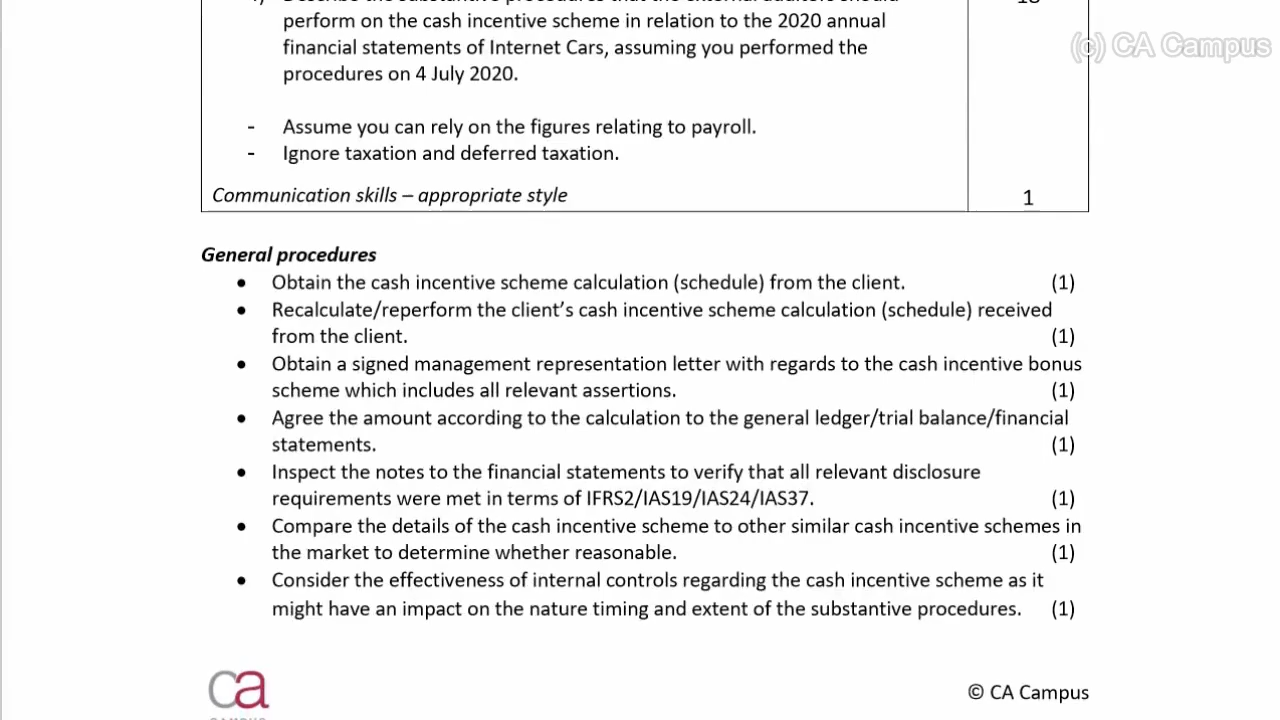 perform on the cash incentive scheme in relation to the 2020 annual
financial statements of Internet Cars, assuming you performed the
procedures on 4 July 2020.
(c) CA Campus
- Assume you can rely on the figures relating to payroll.
- Ignore taxation and deferred taxation.
Communication skills – appropriate style 1
General procedures
• Obtain the cash incentive scheme calculation (schedule) from the client. (1)
• Recalculate/reperform the client's cash incentive scheme calculation (schedule) received
from the client. (1)
• Obtain a signed management representation letter with regards to the cash incentive bonus
scheme which includes all relevant assertions. (1)
• Agree the amount according to the calculation to the general ledger/trial balance/financial
statements. (1)
• Inspect the notes to the financial statements to verify that all relevant disclosure
requirements were met in terms of IFRS2/IAS19/IAS24/IAS37. (1)
• Compare the details of the cash incentive scheme to other similar cash incentive schemes in
the market to determine whether reasonable. (1)
• Consider the effectiveness of internal controls regarding the cash incentive scheme as it
might have an impact on the nature timing and extent of the substantive procedures. (1)
ca
© CA Campus